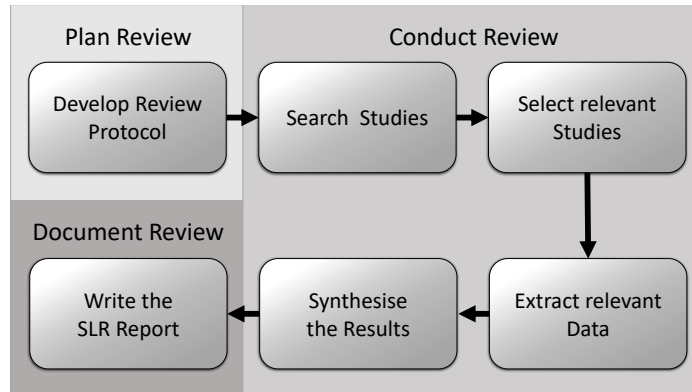 Plan Review
Conduct Review
Develop Review
Protocol
Search Studies
Select relevant
Studies
Document Review
Write the
SLR Report
Synthesise
the Results
Extract relevant
Data